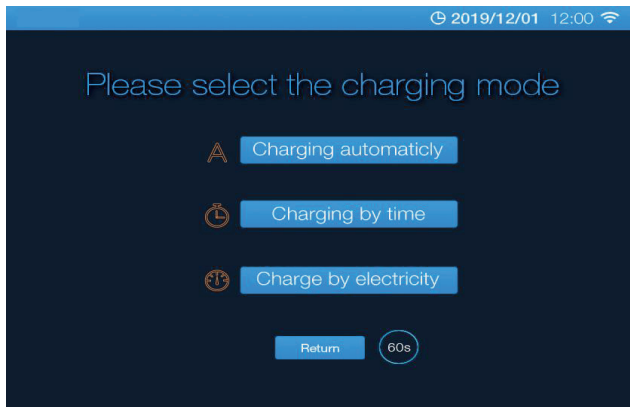 2019/12/01 12:00
Please select the charging mode
A Charging automaticly
Charging by time
Charge by electricity
Return 60s